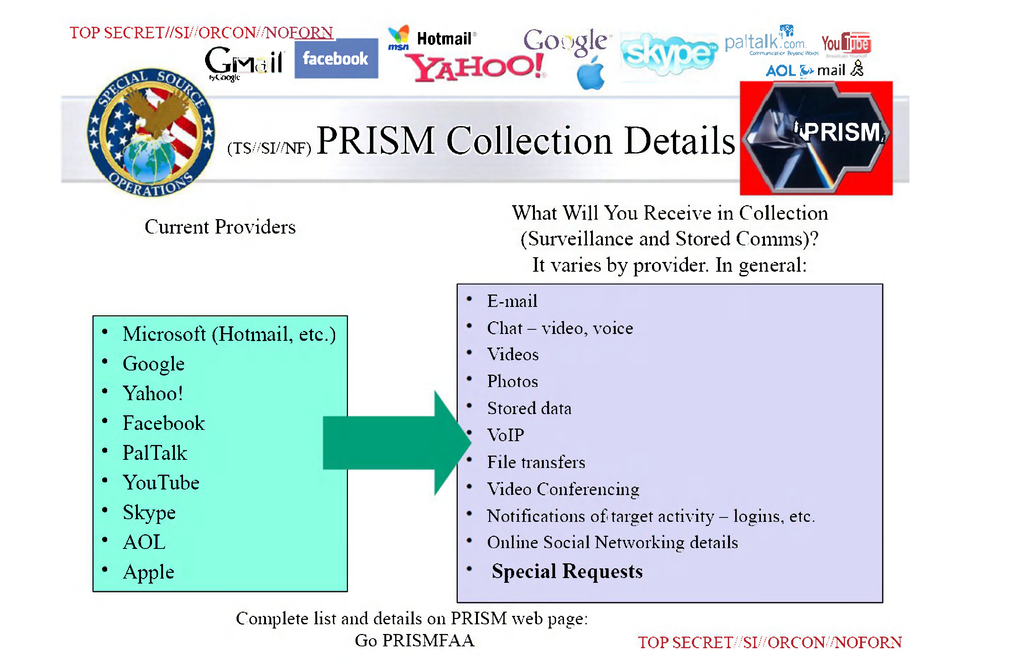 TOP SECRET//SI//ORCON//NOFORN
Gmail
by Google
facebook
msn Hotmail
Google
skype
paltalk.com
Communication Beyond Words
YouTube
YAHOO!
AOL mail
SPECIAL SOURCE OPERATIONS
(TS//SI//NF) PRISM Collection Details
PRISM
Current Providers
What Will You Receive in Collection
(Surveillance and Stored Comms)?
It varies by provider. In general:
• Microsoft (Hotmail, etc.)
• Google
• Yahoo!
• Facebook
• PalTalk
• YouTube
• Skype
• AOL
• Apple
• E-mail
• Chat – video, voice
• Videos
• Photos
• Stored data
• VoIP
• File transfers
• Video Conferencing
• Notifications of target activity – logins, etc.
• Online Social Networking details
• Special Requests
Complete list and details on PRISM web page:
Go PRISMFAA
TOP SECRET//SI//ORCON//NOFORN